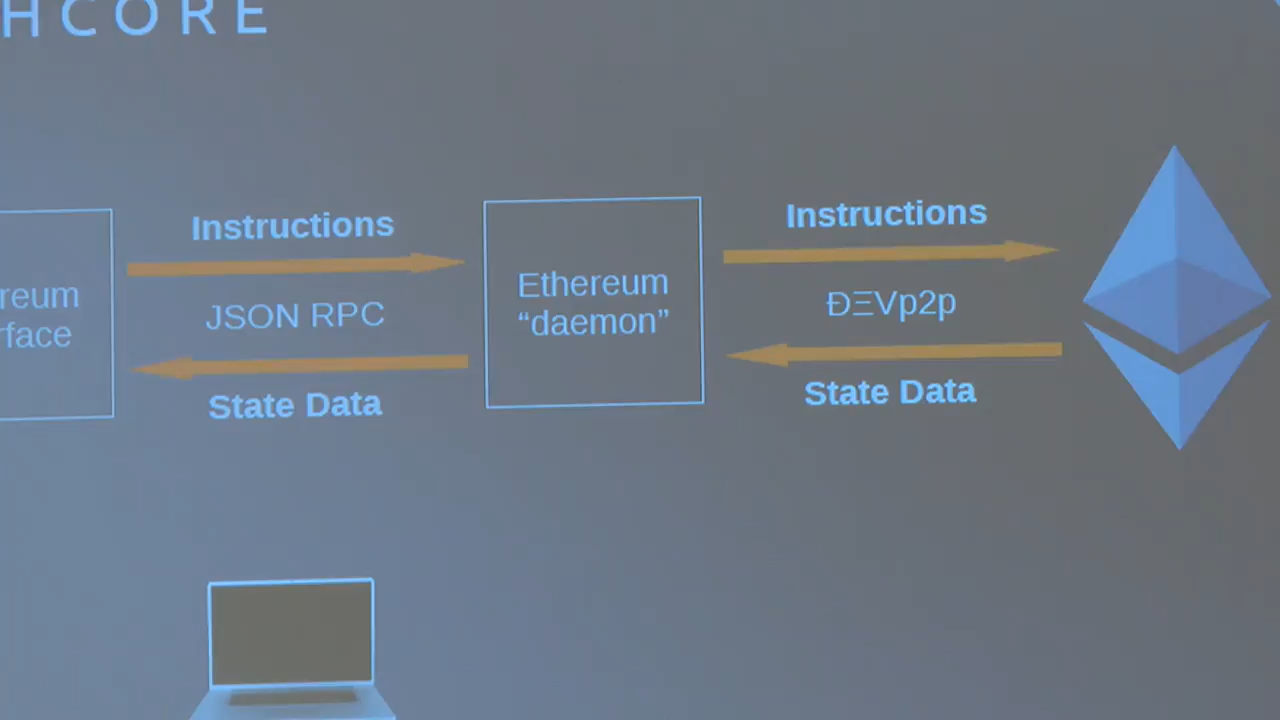 HCORE
Instructions
JSON RPC
State Data
reum
rface
Ethereum
“daemon”
Instructions
ÐΞVp2p
State Data